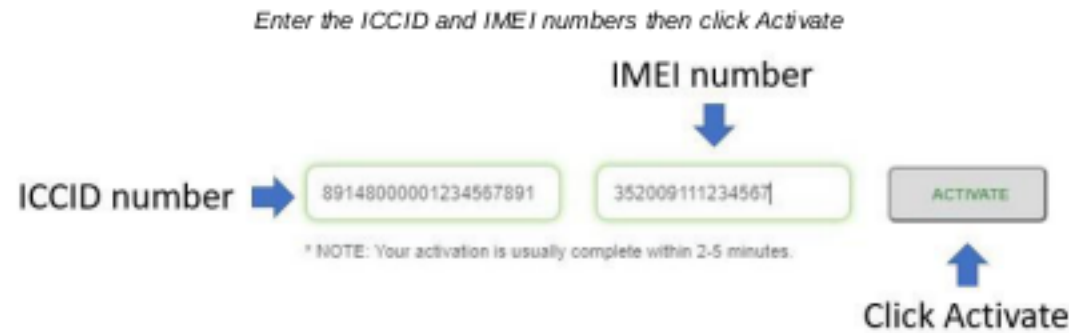 Enter the ICCID and IMEI numbers then click Activate
IMEI number
ICCID number
89148000001234567891
352009111234567
ACTIVATE
* NOTE: Your activation is usually complete within 2-5 minutes.
Click Activate